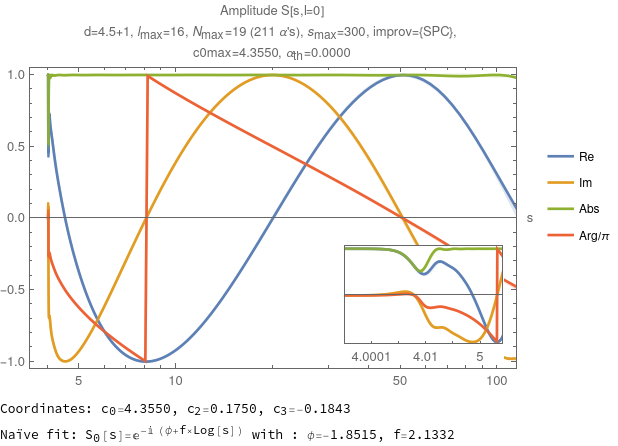 Amplitude S[s,l=0]
d=4.5+1, lmax=16, Nmax=19 (211 α's), smax=300, improv={SPC},
c0max=4.3550, αth=0.0000
1.0
0.5
0.0
-0.5
-1.0
5
10
50
100
s
Re
Im
Abs
Arg/π
4.0001
4.01
5
Coordinates: c0=4.3550, c2=0.1750, c3=-0.1843
Naïve fit: S0[s]=e^-i (ϕ+f×Log[s]) with : ϕ=-1.8515, f=2.1332